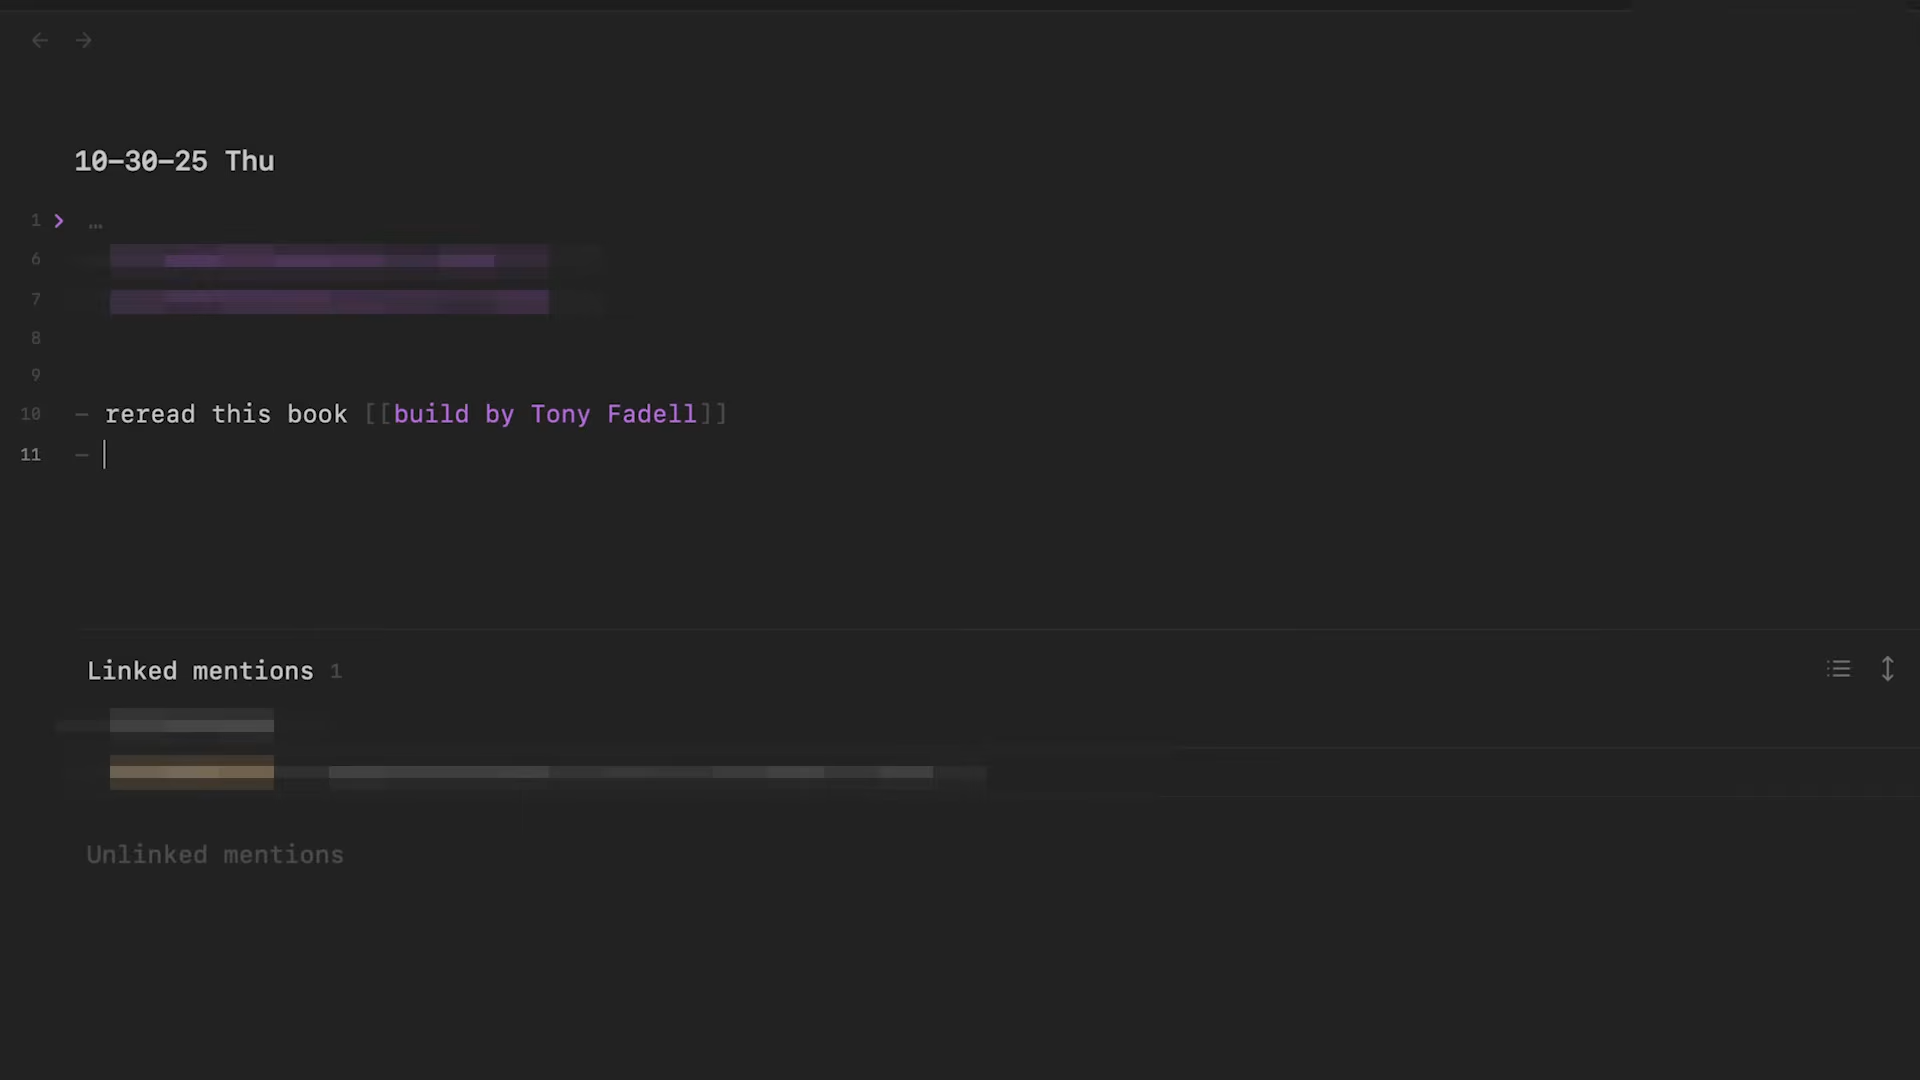 10-30-25 Thu
1 > …
6
7
8
9
10 - reread this book [[build by Tony Fadell]]
11 -
Linked mentions 1
Unlinked mentions